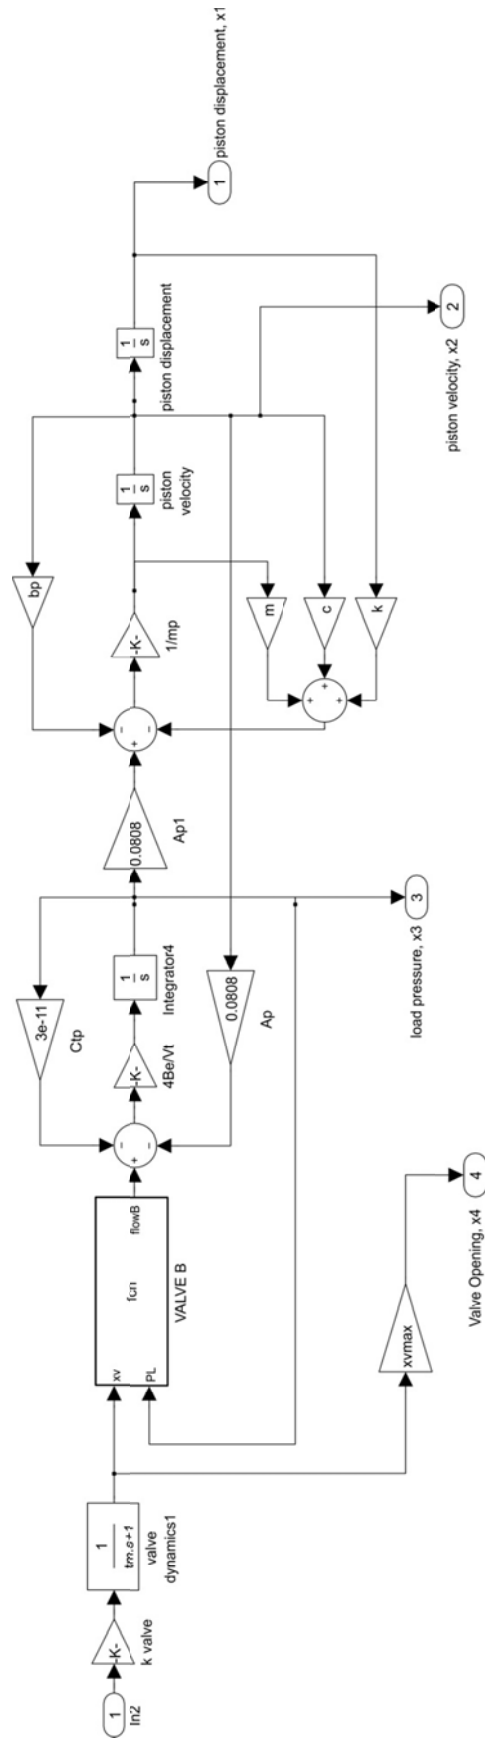 1
In2
-K-
k valve
1
tm.s+1
valve
dynamics1
xv
PL
fcn
flowB
VALVE B
xvmax
4
Valve Opening, x4
+
−
−
-K-
4Be/Vt
1
s
Integrator4
3e-11
Ctp
0.0808
Ap
3
load pressure, x3
0.0808
Ap1
+
−
−
-K-
1/mp
bp
1
s
piston
velocity
m
c
k
+
+
+
1
s
piston displacement
2
piston velocity, x2
1
piston displacement, x1